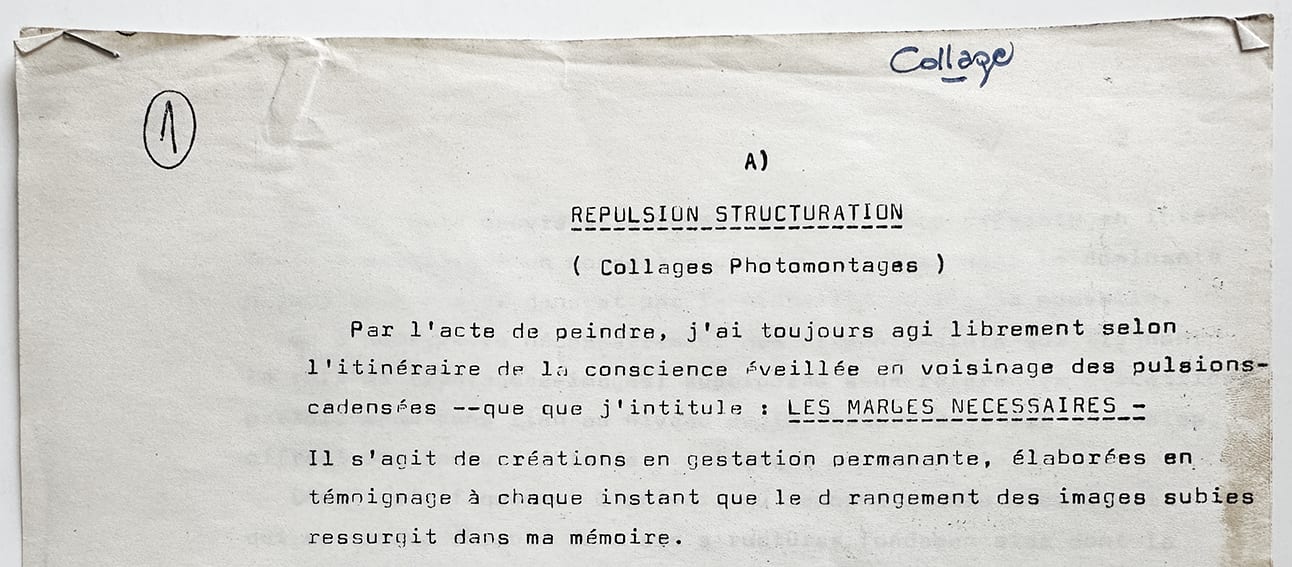 Collage
1
A)
REPULSION STRUCTURATION
( Collages Photomontages )
Par l'acte de peindre, j'ai toujours agi librement selon
l'itinéraire de la conscience éveillée en voisinage des pulsions-
cadensées --que que j'intitule : LES MARGES NECESSAIRES -
Il s'agit de créations en gestation permanante, élaborées en
témoignage à chaque instant que le d rangement des images subies
ressurgit dans ma mémoire.